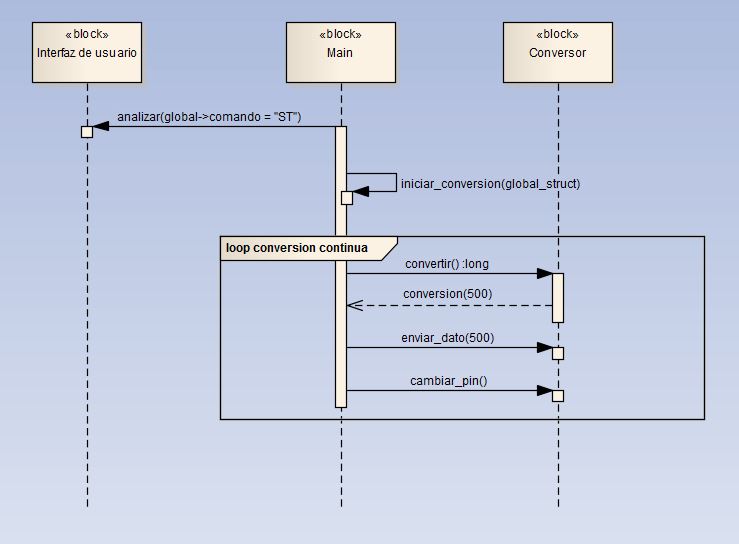 «block»
Interfaz de usuario
«block»
Main
«block»
Conversor
analizar(global->comando = "ST")
iniciar_conversion(global_struct)
loop conversion continua
convertir() :long
conversion(500)
enviar_dato(500)
cambiar_pin()